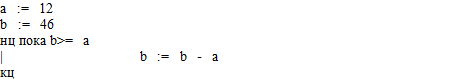 a := 12
b := 46
нц пока b>= a
| b := b - a
кц